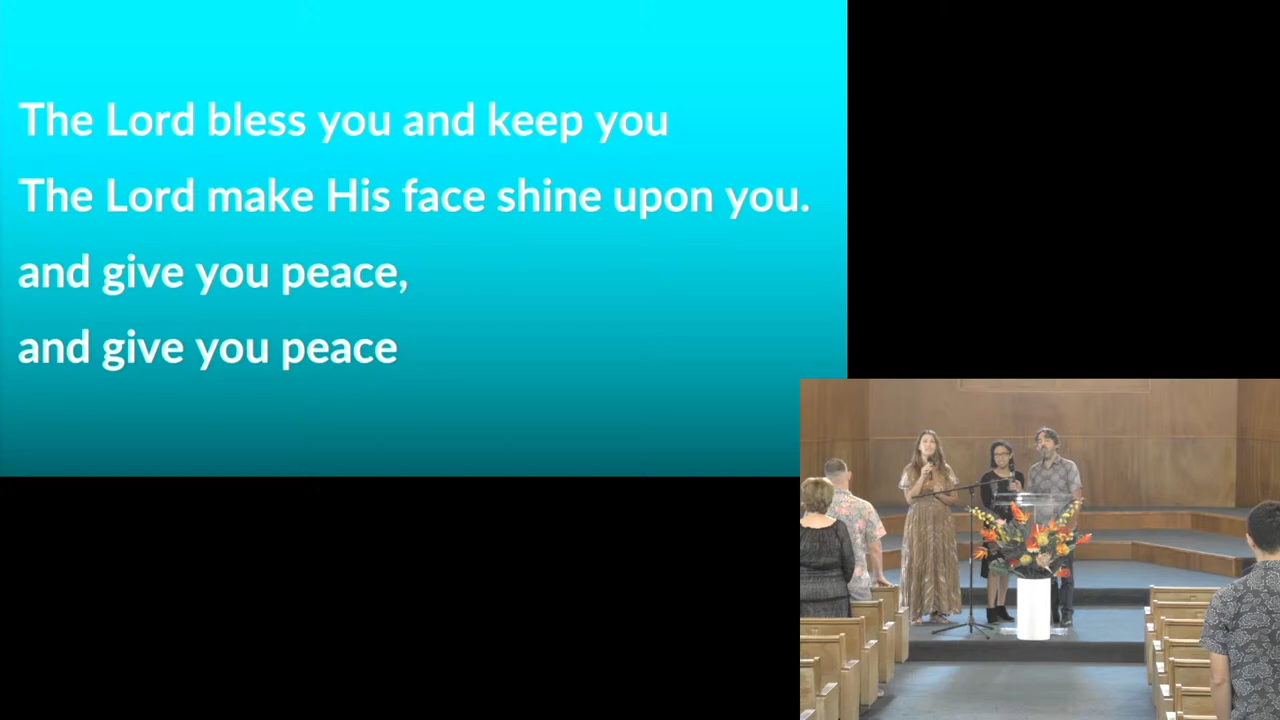 The Lord bless you and keep you
The Lord make His face shine upon you.
and give you peace,
and give you peace